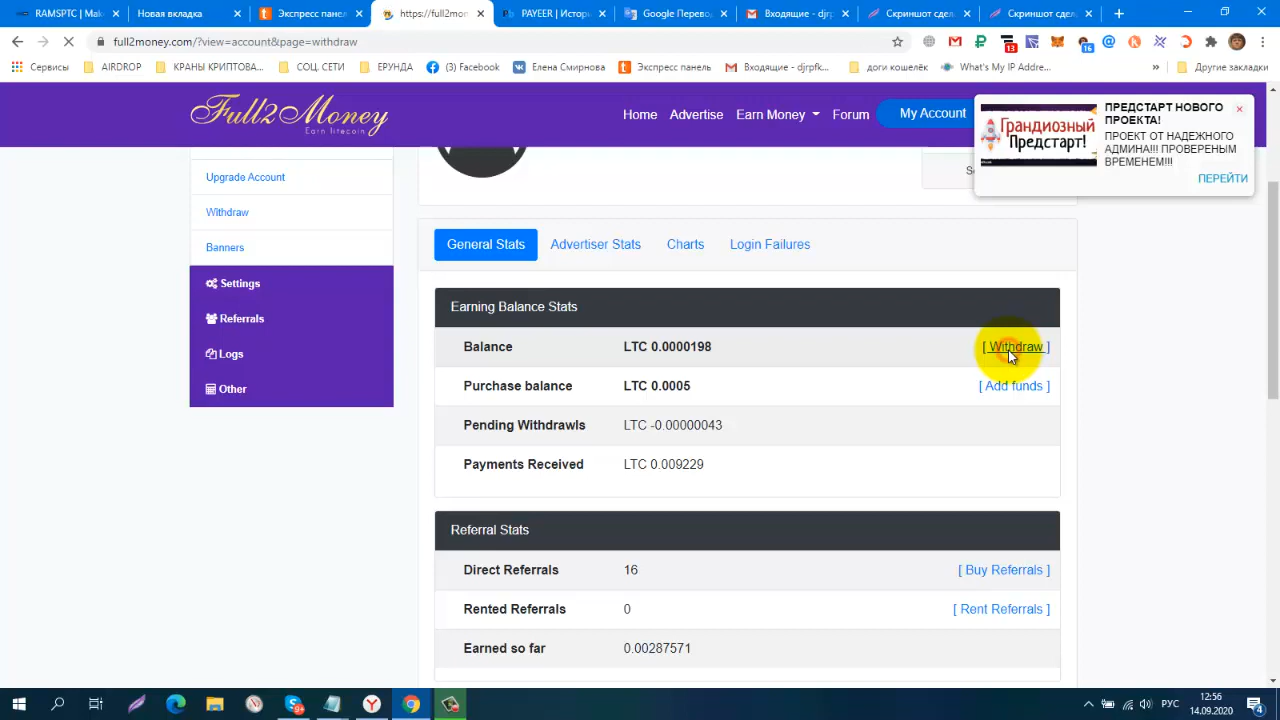 RAMSPTC | Mak
Новая вкладка
Экспресс панель
https://full2mon
PAYEER | Истори
Google Перево
Входящие - djrp
Скриншот сдел
Скриншот сдел
full2money.com/?view=account&page=withdraw
13
16
Сервисы
AIRDROP
КРАНЫ КРИПТОВА...
СОЦ. СЕТИ
ЕРУНДА
(3) Facebook
Елена Смирнова
Экспресс панель
Входящие - djrpfk...
доги кошелёк
What's My IP Addre...
»
Другие закладки
Full2Money
Earn litecoin
Home
Advertise
Earn Money
Forum
My Account
Грандиозный
Предстарт!
ПРЕДСТАРТ НОВОГО
ПРОЕКТА!
ПРОЕКТ ОТ НАДЕЖНОГО
АДМИНА!!! ПРОВЕРЕНЫМ
ВРЕМЕНЕМ!!!
ПЕРЕЙТИ
Upgrade Account
Withdraw
Banners
Settings
Referrals
Logs
Other
General Stats
Advertiser Stats
Charts
Login Failures
Earning Balance Stats
Balance LTC 0.0000198 [ Withdraw ]
Purchase balance LTC 0.0005 [ Add funds ]
Pending Withdrawls LTC -0.00000043
Payments Received LTC 0.009229
Referral Stats
Direct Referrals 16 [ Buy Referrals ]
Rented Referrals 0 [ Rent Referrals ]
Earned so far 0.00287571
РУС
12:56
14.09.2020
4